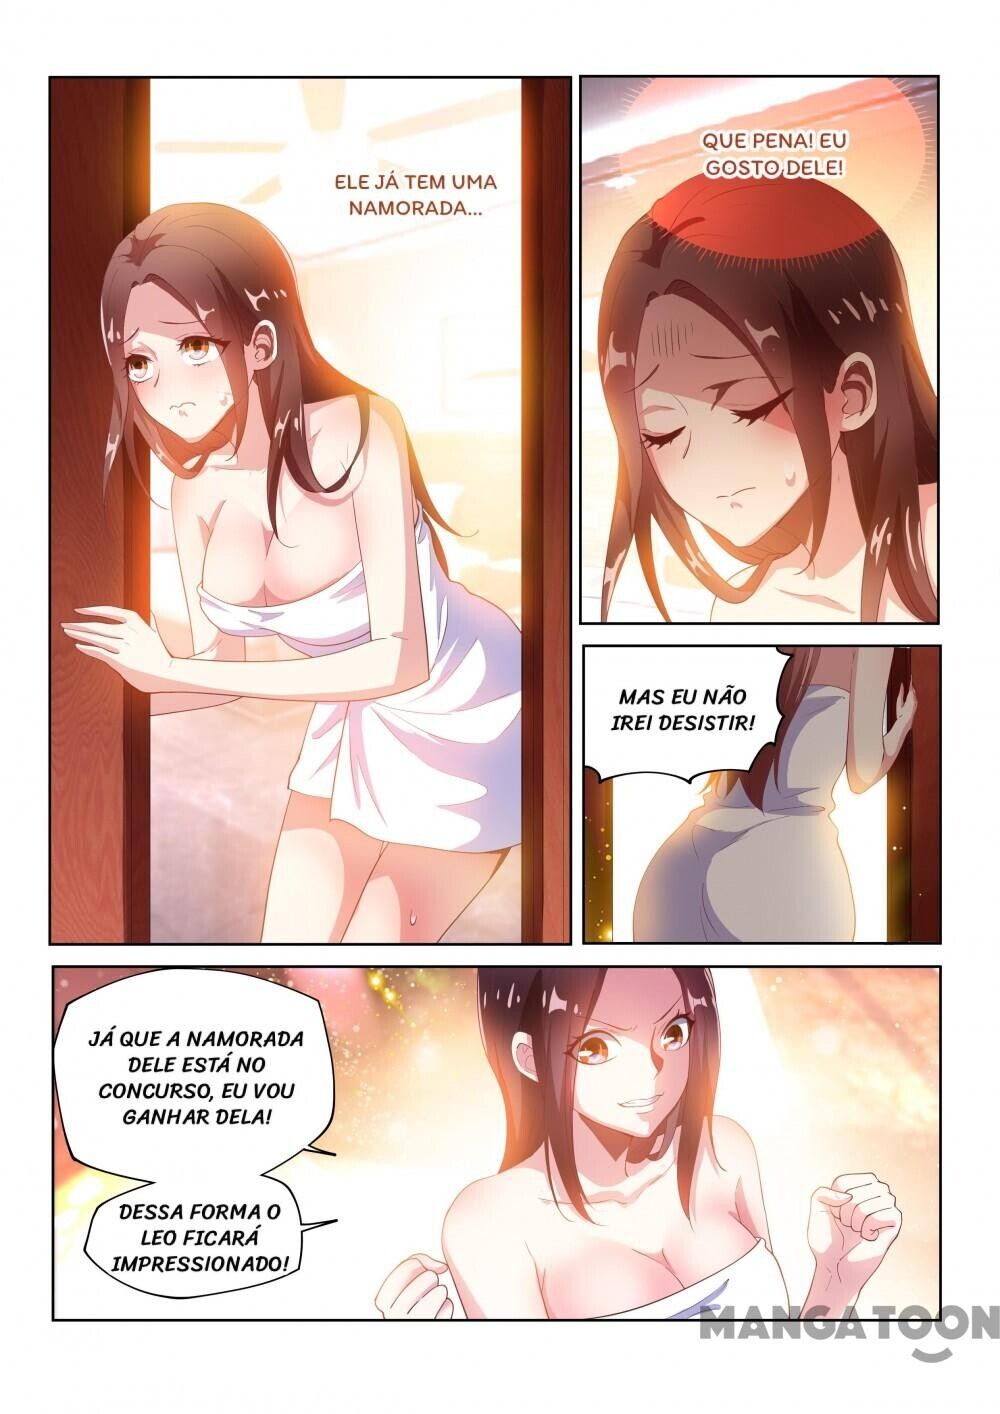 ELE JÁ TEM UMA
NAMORADA...
QUE PENA! EU
GOSTO DELE!
MAS EU NÃO
IREI DESISTIR!
JÁ QUE A NAMORADA
DELE ESTÁ NO
CONCURSO, EU VOU
GANHAR DELA!
DESSA FORMA O
LEO FICARÁ
IMPRESSIONADO!
MANGATOON